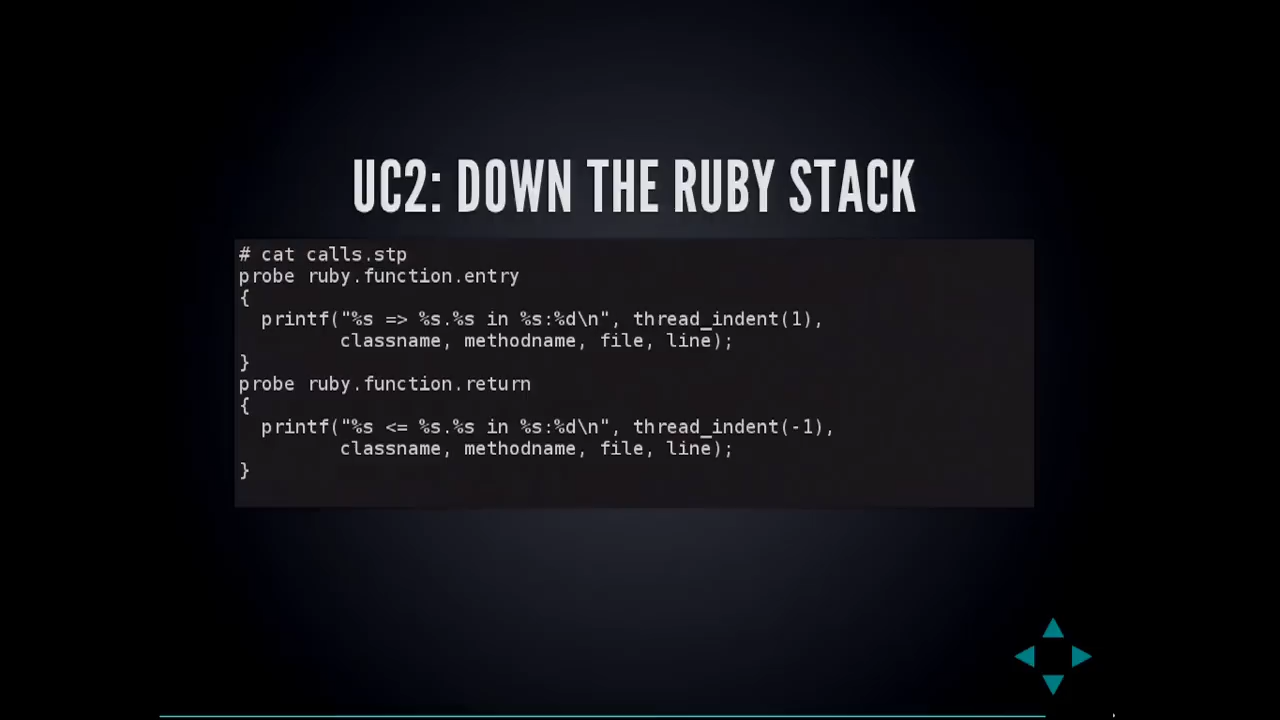 UC2: DOWN THE RUBY STACK
# cat calls.stp
probe ruby.function.entry
{
  printf("%s => %s.%s in %s:%d\n", thread_indent(1),
         classname, methodname, file, line);
}
probe ruby.function.return
{
  printf("%s <= %s.%s in %s:%d\n", thread_indent(-1),
         classname, methodname, file, line);
}